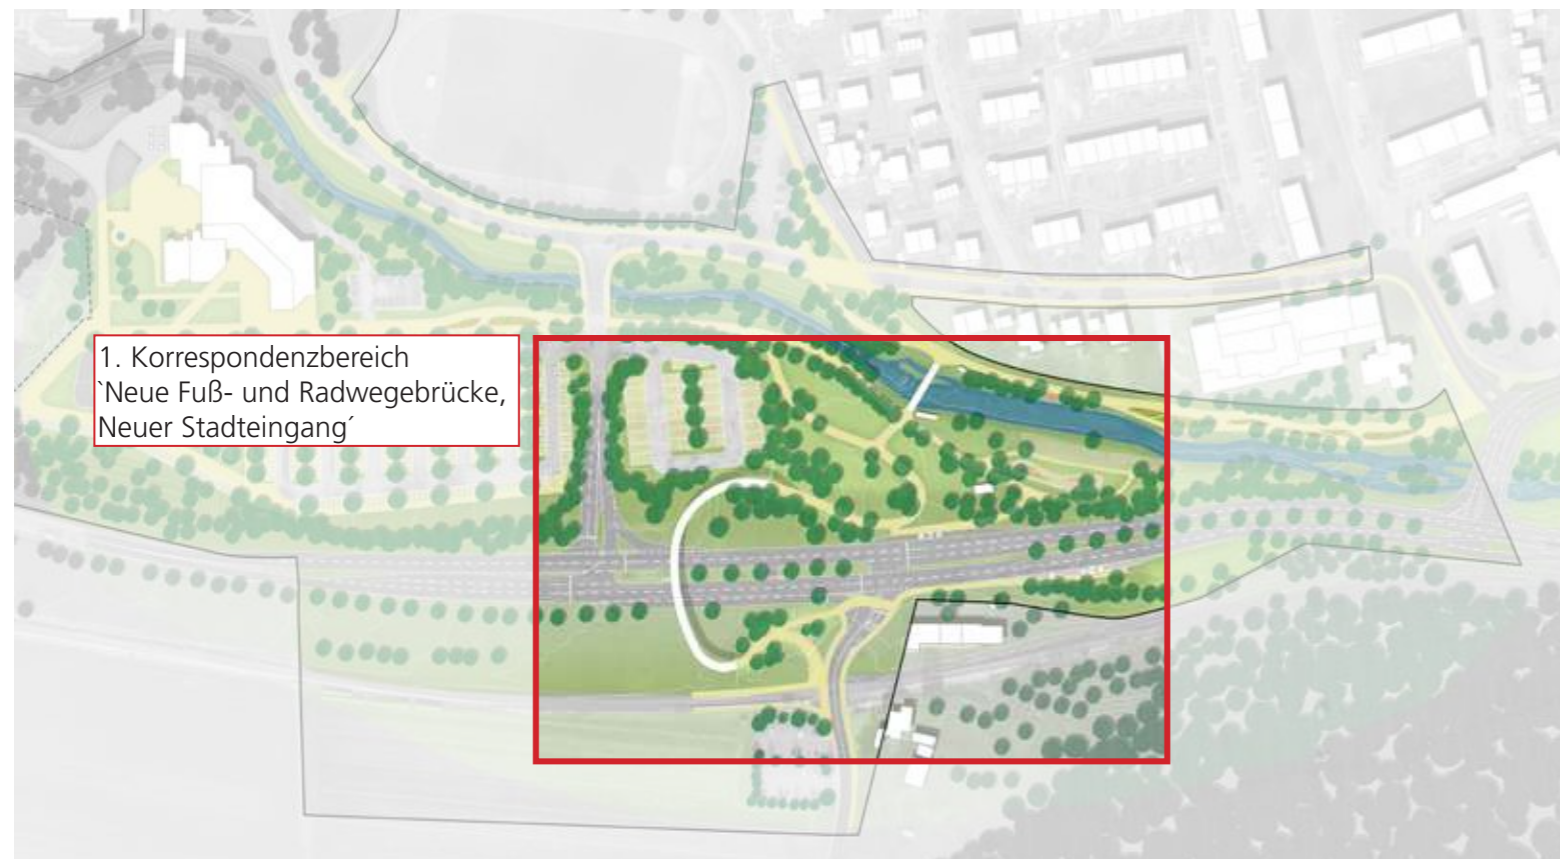 1. Korrespondenzbereich
`Neue Fuß- und Radwegebrücke,
Neuer Stadteingang´